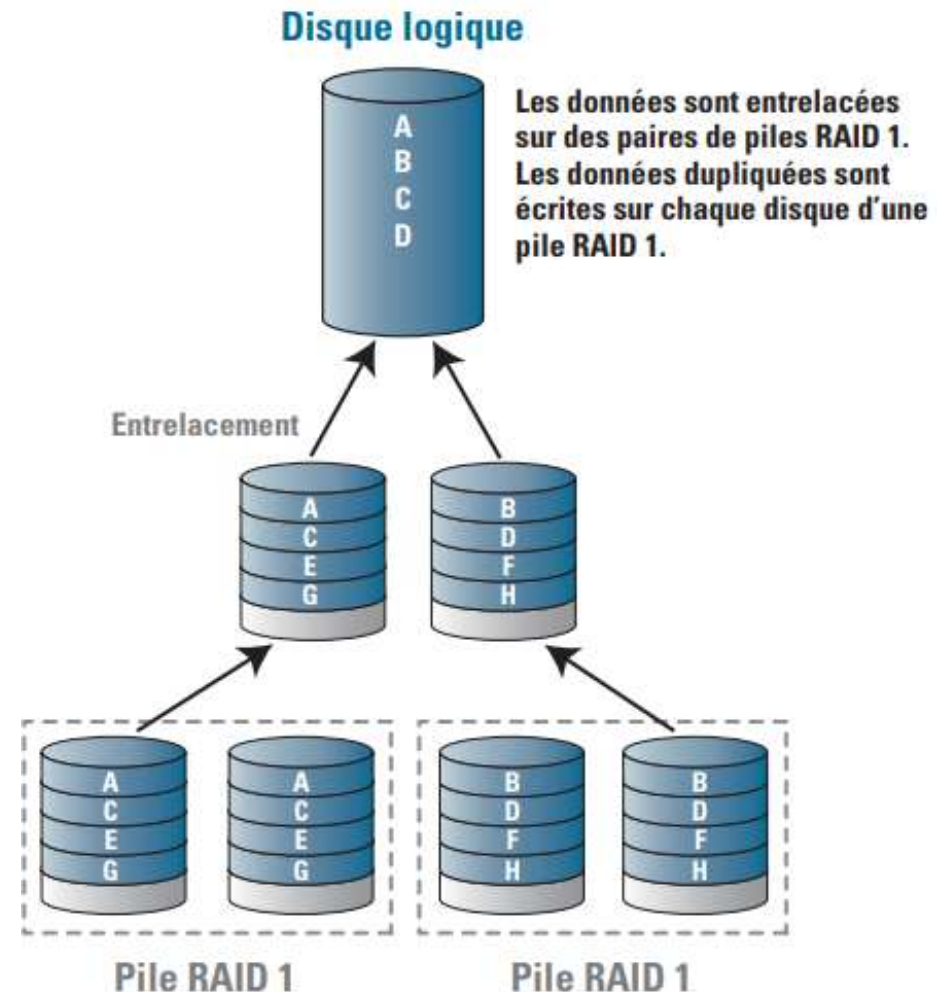 Disque logique
A
B
C
D
Les données sont entrelacées
sur des paires de piles RAID 1.
Les données dupliquées sont
écrites sur chaque disque d'une
pile RAID 1.
Entrelacement
A
C
E
G
B
D
F
H
A
C
E
G
A
C
E
G
B
D
F
H
B
D
F
H
Pile RAID 1
Pile RAID 1